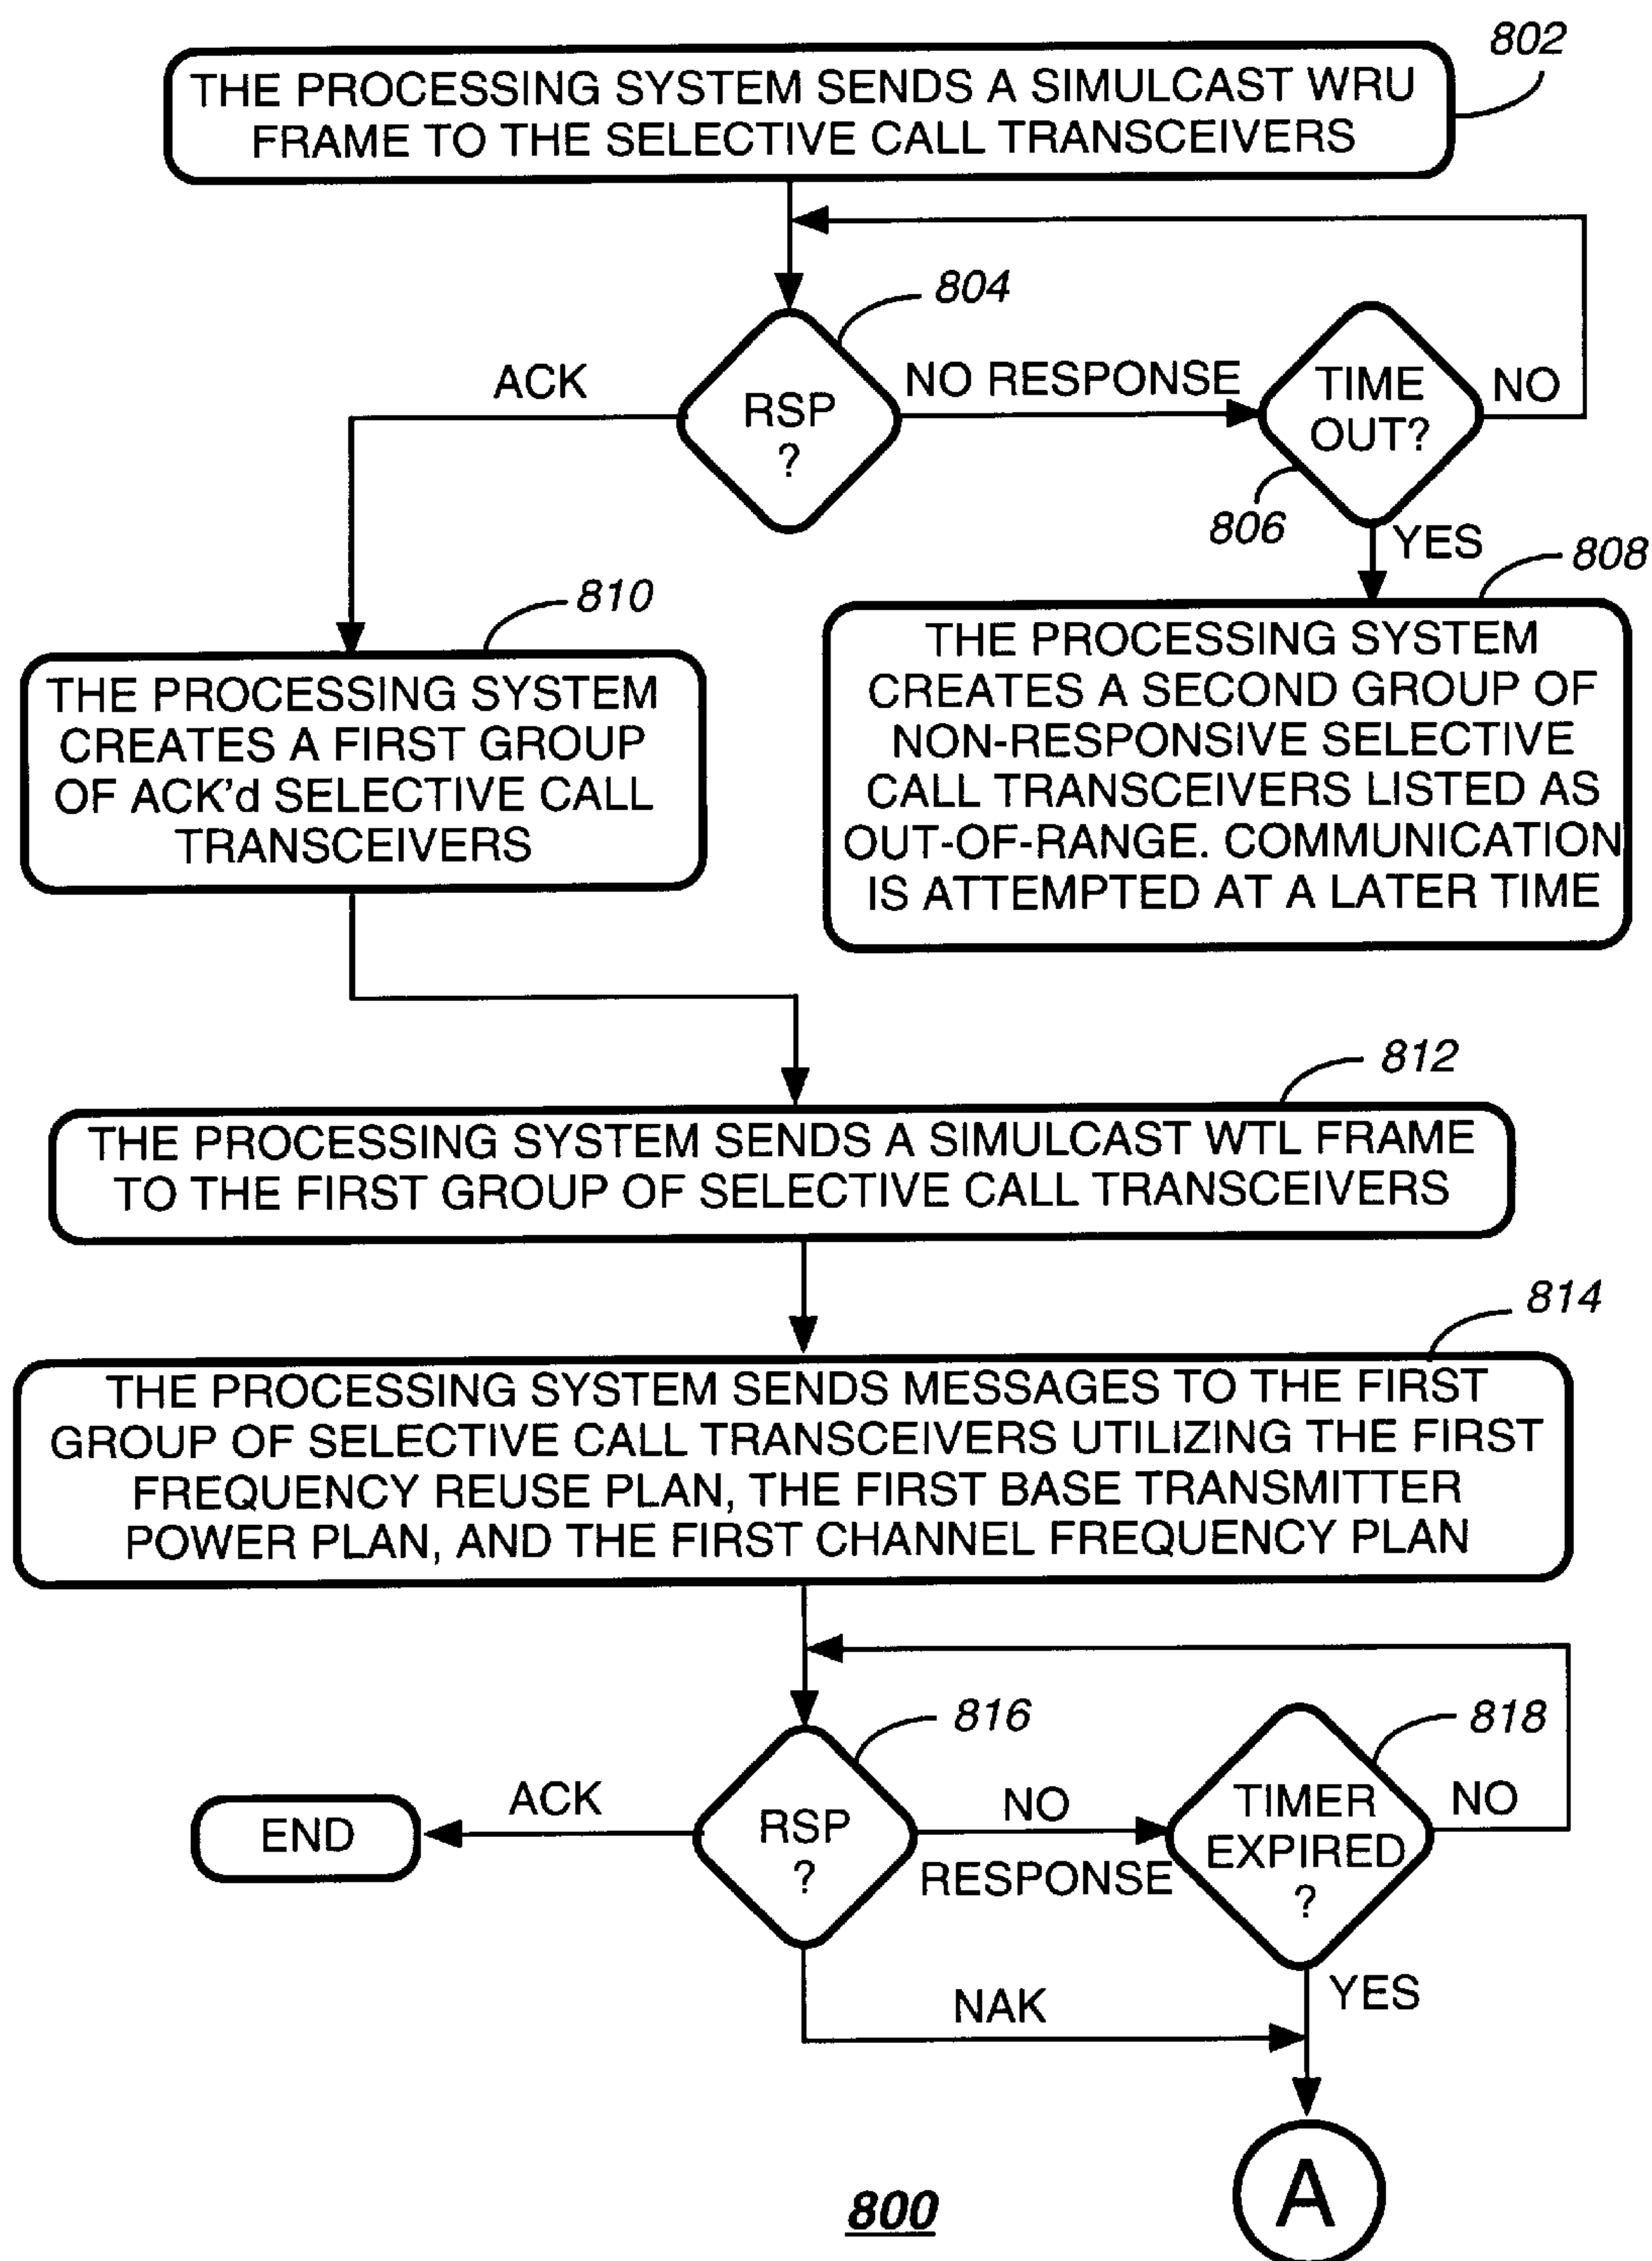 802
THE PROCESSING SYSTEM SENDS A SIMULCAST WRU
FRAME TO THE SELECTIVE CALL TRANSCEIVERS
804
ACK
RSP
?
NO RESPONSE
TIME
OUT?
NO
806
YES
808
810
THE PROCESSING SYSTEM
CREATES A FIRST GROUP
OF ACK'd SELECTIVE CALL
TRANSCEIVERS
THE PROCESSING SYSTEM
CREATES A SECOND GROUP OF
NON-RESPONSIVE SELECTIVE
CALL TRANSCEIVERS LISTED AS
OUT-OF-RANGE. COMMUNICATION
IS ATTEMPTED AT A LATER TIME
812
THE PROCESSING SYSTEM SENDS A SIMULCAST WTL FRAME
TO THE FIRST GROUP OF SELECTIVE CALL TRANSCEIVERS
814
THE PROCESSING SYSTEM SENDS MESSAGES TO THE FIRST
GROUP OF SELECTIVE CALL TRANSCEIVERS UTILIZING THE FIRST
FREQUENCY REUSE PLAN, THE FIRST BASE TRANSMITTER
POWER PLAN, AND THE FIRST CHANNEL FREQUENCY PLAN
816
818
END
ACK
RSP
?
NO
RESPONSE
TIMER
EXPIRED
?
NO
NAK
YES
A
800